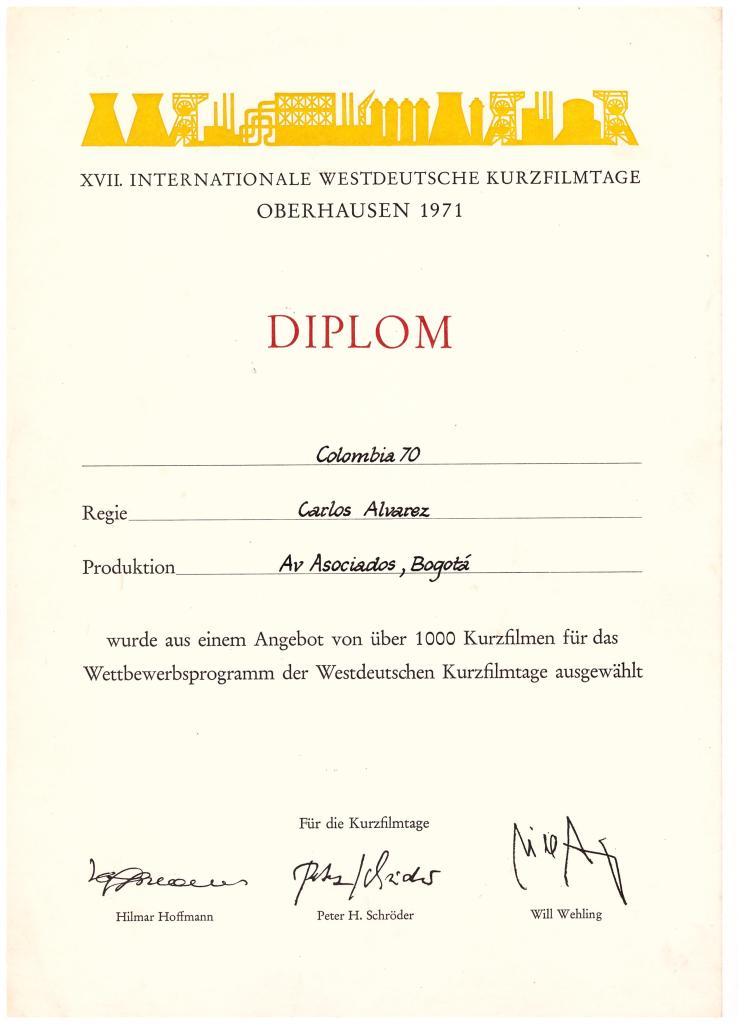 XVII. INTERNATIONALE WESTDEUTSCHE KURZFILMTAGE
OBERHAUSEN 1971
DIPLOM
Colombia 70
Regie Carlos Alvarez
Produktion Av Asociados, Bogotá
wurde aus einem Angebot von über 1000 Kurzfilmen für das
Wettbewerbsprogramm der Westdeutschen Kurzfilmtage ausgewählt
Für die Kurzfilmtage
Hilmar Hoffmann Peter H. Schröder Will Wehling